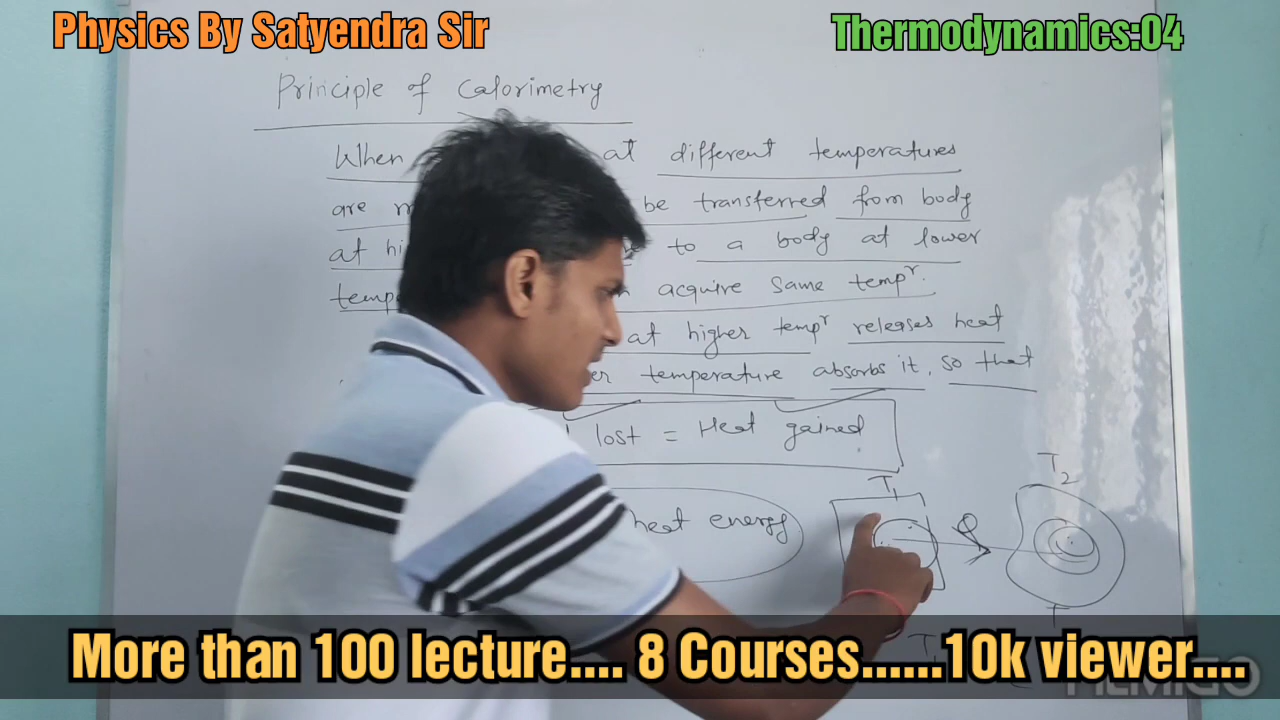 Physics By Satyendra Sir
Thermodynamics:04
Principle of Calorimetry
When at different temperatures
are be transferred from body
at to a body at lower
acquire same tempr.
at higher tempr releases heat
temperature absorbs it, so that
lost = Heat gained
T1
T2
heat energy
Q
T
More than 100 lecture.... 8 Courses......10k viewer....
FILMIGO